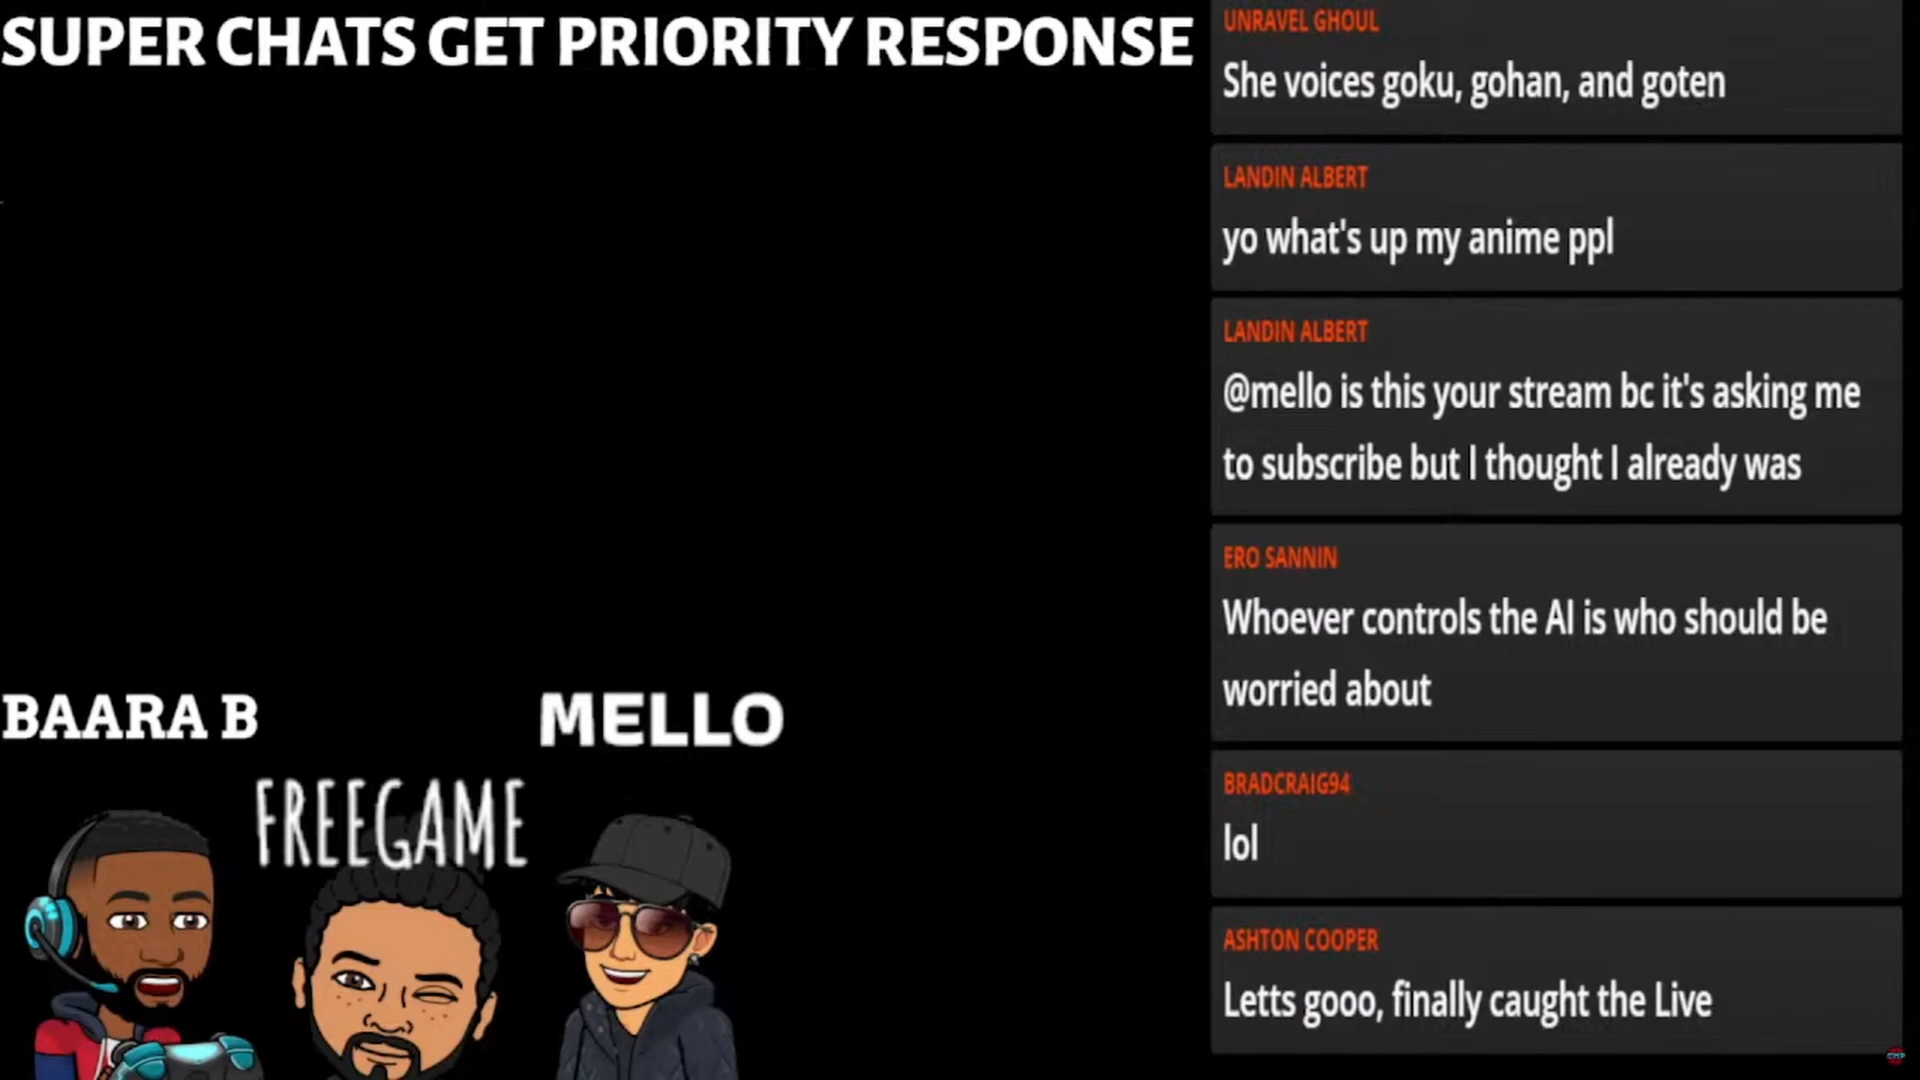 SUPER CHATS GET PRIORITY RESPONSE
UNRAVEL GHOUL
She voices goku, gohan, and goten
LANDIN ALBERT
yo what's up my anime ppl
LANDIN ALBERT
@mello is this your stream bc it's asking me
to subscribe but I thought I already was
ERO SANNIN
Whoever controls the AI is who should be
worried about
BRADCRAIG94
lol
ASHTON COOPER
Letts gooo, finally caught the Live
BAARA B
FREEGAME
MELLO
CMP